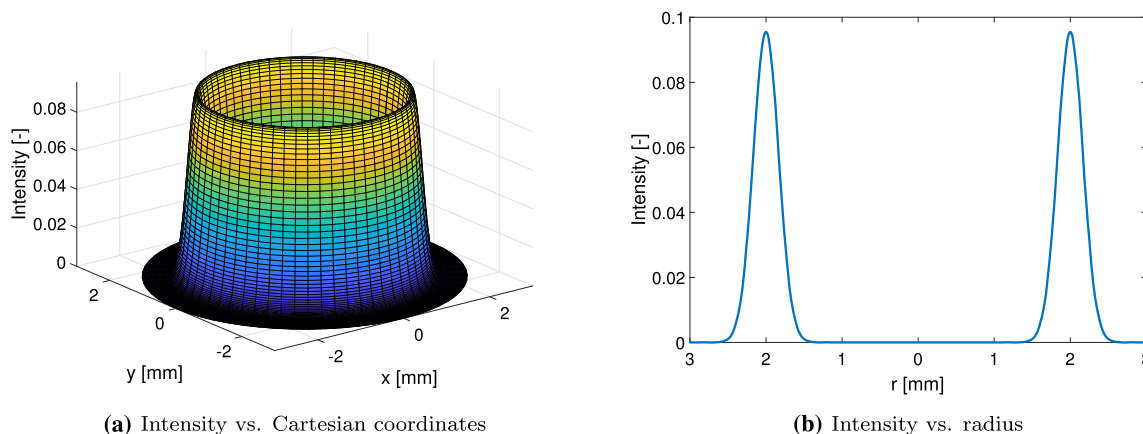 Intensity [-]
0.08
0.06
0.04
0.02
0
2
0
-2
y [mm]
-2
0
2
x [mm]
(a) Intensity vs. Cartesian coordinates
Intensity [-]
0.1
0.08
0.06
0.04
0.02
0
3 2 1 0 1 2 3
r [mm]
(b) Intensity vs. radius